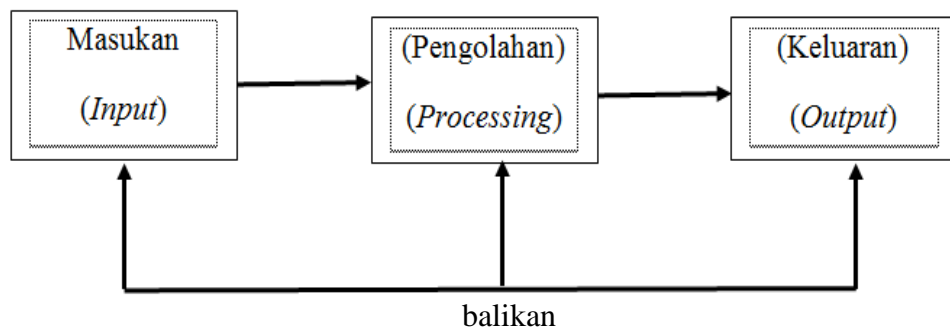 Masukan
(Input)
(Pengolahan)
(Processing)
(Keluaran)
(Output)
balikan